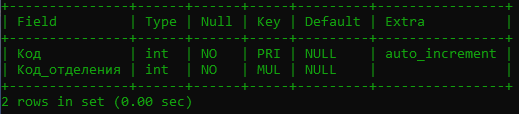 +---------------+------+------+-----+---------+----------------+
| Field         | Type | Null | Key | Default | Extra          |
+---------------+------+------+-----+---------+----------------+
| Код           | int  | NO   | PRI | NULL    | auto_increment |
| Код_отделения | int  | NO   | MUL | NULL    |                |
+---------------+------+------+-----+---------+----------------+
2 rows in set (0.00 sec)